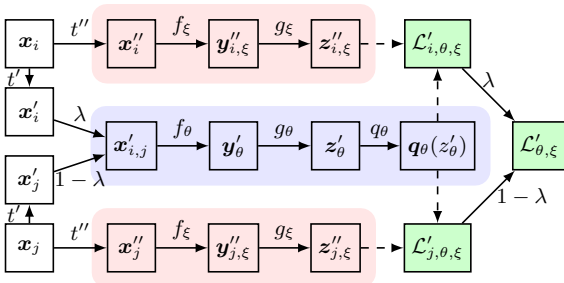 x_i t'' x''_i f_ξ y''_{i,ξ} g_ξ z''_{i,ξ} L'_{i,θ,ξ}
t' λ
x'_i λ
x'_{i,j} f_θ y'_θ g_θ z'_θ q_θ q_θ(z'_θ) L'_{θ,ξ}
x'_j 1 − λ
t' 1 − λ
x_j t'' x''_j f_ξ y''_{j,ξ} g_ξ z''_{j,ξ} L'_{j,θ,ξ}